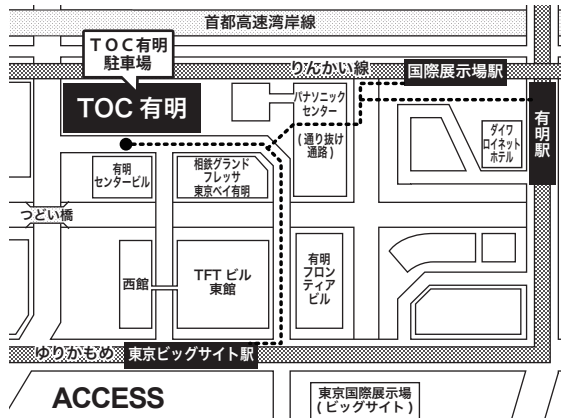 首都高速湾岸線
TOC有明
駐車場
りんかい線
国際展示場駅
TOC 有明
パナソニック
センター
(通り抜け
通路)
ダイワ
ロイネット
ホテル
有明駅
有明
センタービル
相鉄グランド
フレッサ
東京ベイ有明
つどい橋
西館
TFT ビル
東館
有明
フロン
ティア
ビル
ゆりかもめ
東京ビッグサイト駅
ACCESS
東京国際展示場
(ビッグサイト)